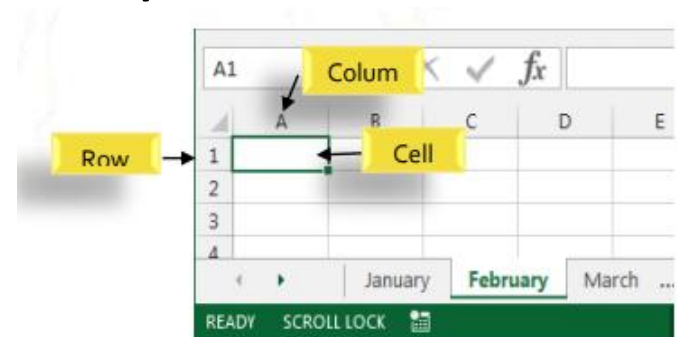 A1 Colum fx
A B C D E
Row 1 Cell
2
3
4
January February March ...
READY SCROLL LOCK